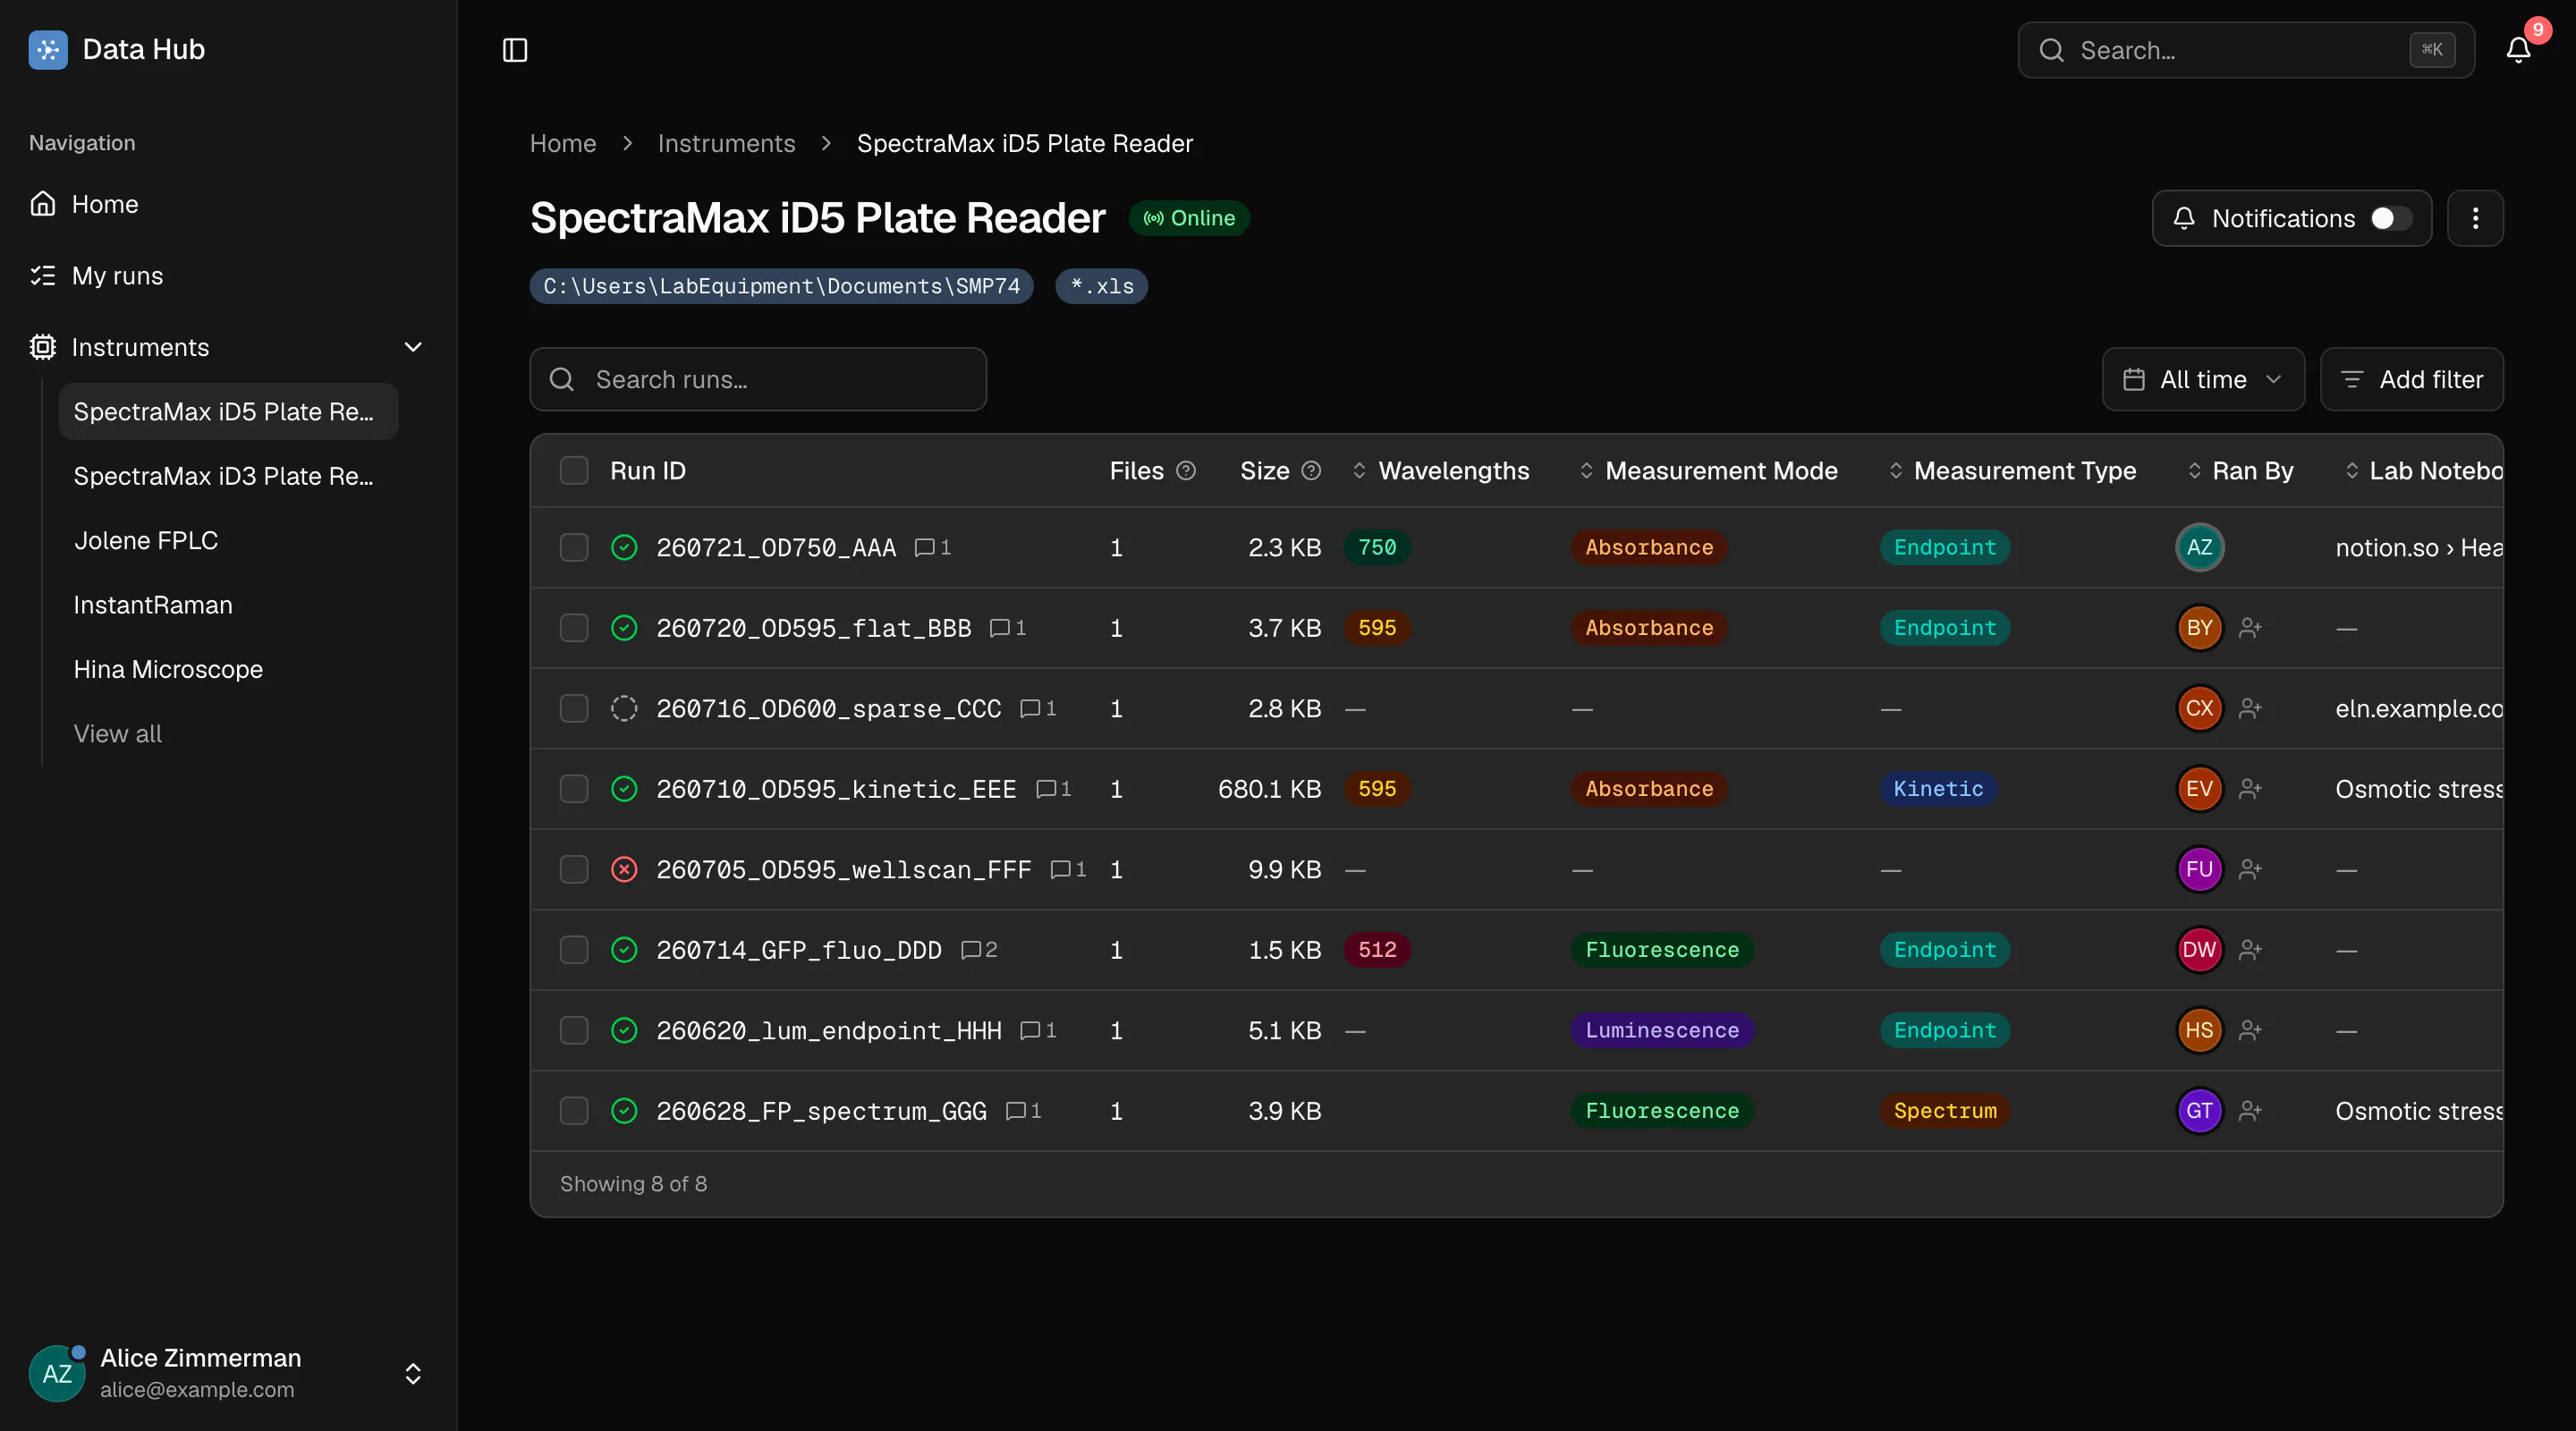 Data Hub
Search...
⌘K
9
Navigation
Home
My runs
Instruments
SpectraMax iD5 Plate Re...
SpectraMax iD3 Plate Re...
Jolene FPLC
InstantRaman
Hina Microscope
View all
Home > Instruments > SpectraMax iD5 Plate Reader
SpectraMax iD5 Plate Reader Online
Notifications
C:\Users\LabEquipment\Documents\SMP74 *.xls
Search runs...
All time
Add filter
Run ID Files Size Wavelengths Measurement Mode Measurement Type Ran By Lab Notebo
260721_OD750_AAA 1 1 2.3 KB 750 Absorbance Endpoint AZ notion.so › Hea
260720_OD595_flat_BBB 1 1 3.7 KB 595 Absorbance Endpoint BY —
260716_OD600_sparse_CCC 1 1 2.8 KB — — — CX eln.example.co
260710_OD595_kinetic_EEE 1 1 680.1 KB 595 Absorbance Kinetic EV Osmotic stress
260705_OD595_wellscan_FFF 1 1 9.9 KB — — — FU —
260714_GFP_fluo_DDD 2 1 1.5 KB 512 Fluorescence Endpoint DW —
260620_lum_endpoint_HHH 1 1 5.1 KB — Luminescence Endpoint HS —
260628_FP_spectrum_GGG 1 1 3.9 KB Fluorescence Spectrum GT Osmotic stress
Showing 8 of 8
AZ
Alice Zimmerman
alice@example.com